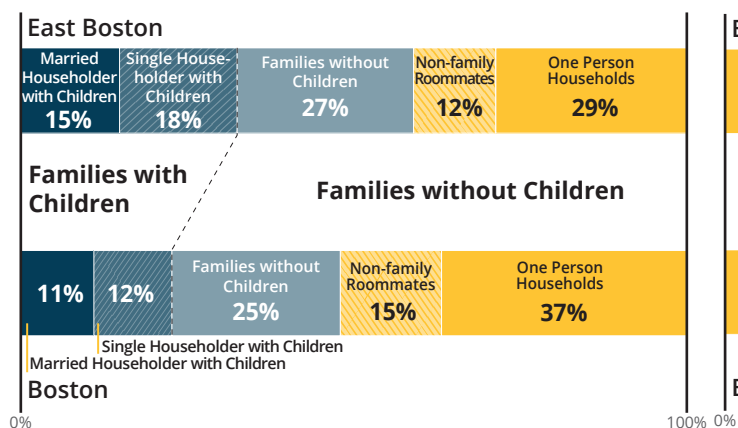 East Boston
Married
Householder
with Children
15%
Single House-
holder with
Children
18%
Families without
Children
27%
Non-family
Roommates
12%
One Person
Households
29%
Families with
Children
Families without Children
11%
12%
Families without
Children
25%
Non-family
Roommates
15%
One Person
Households
37%
Single Householder with Children
Married Householder with Children
Boston
0%
100%
0%